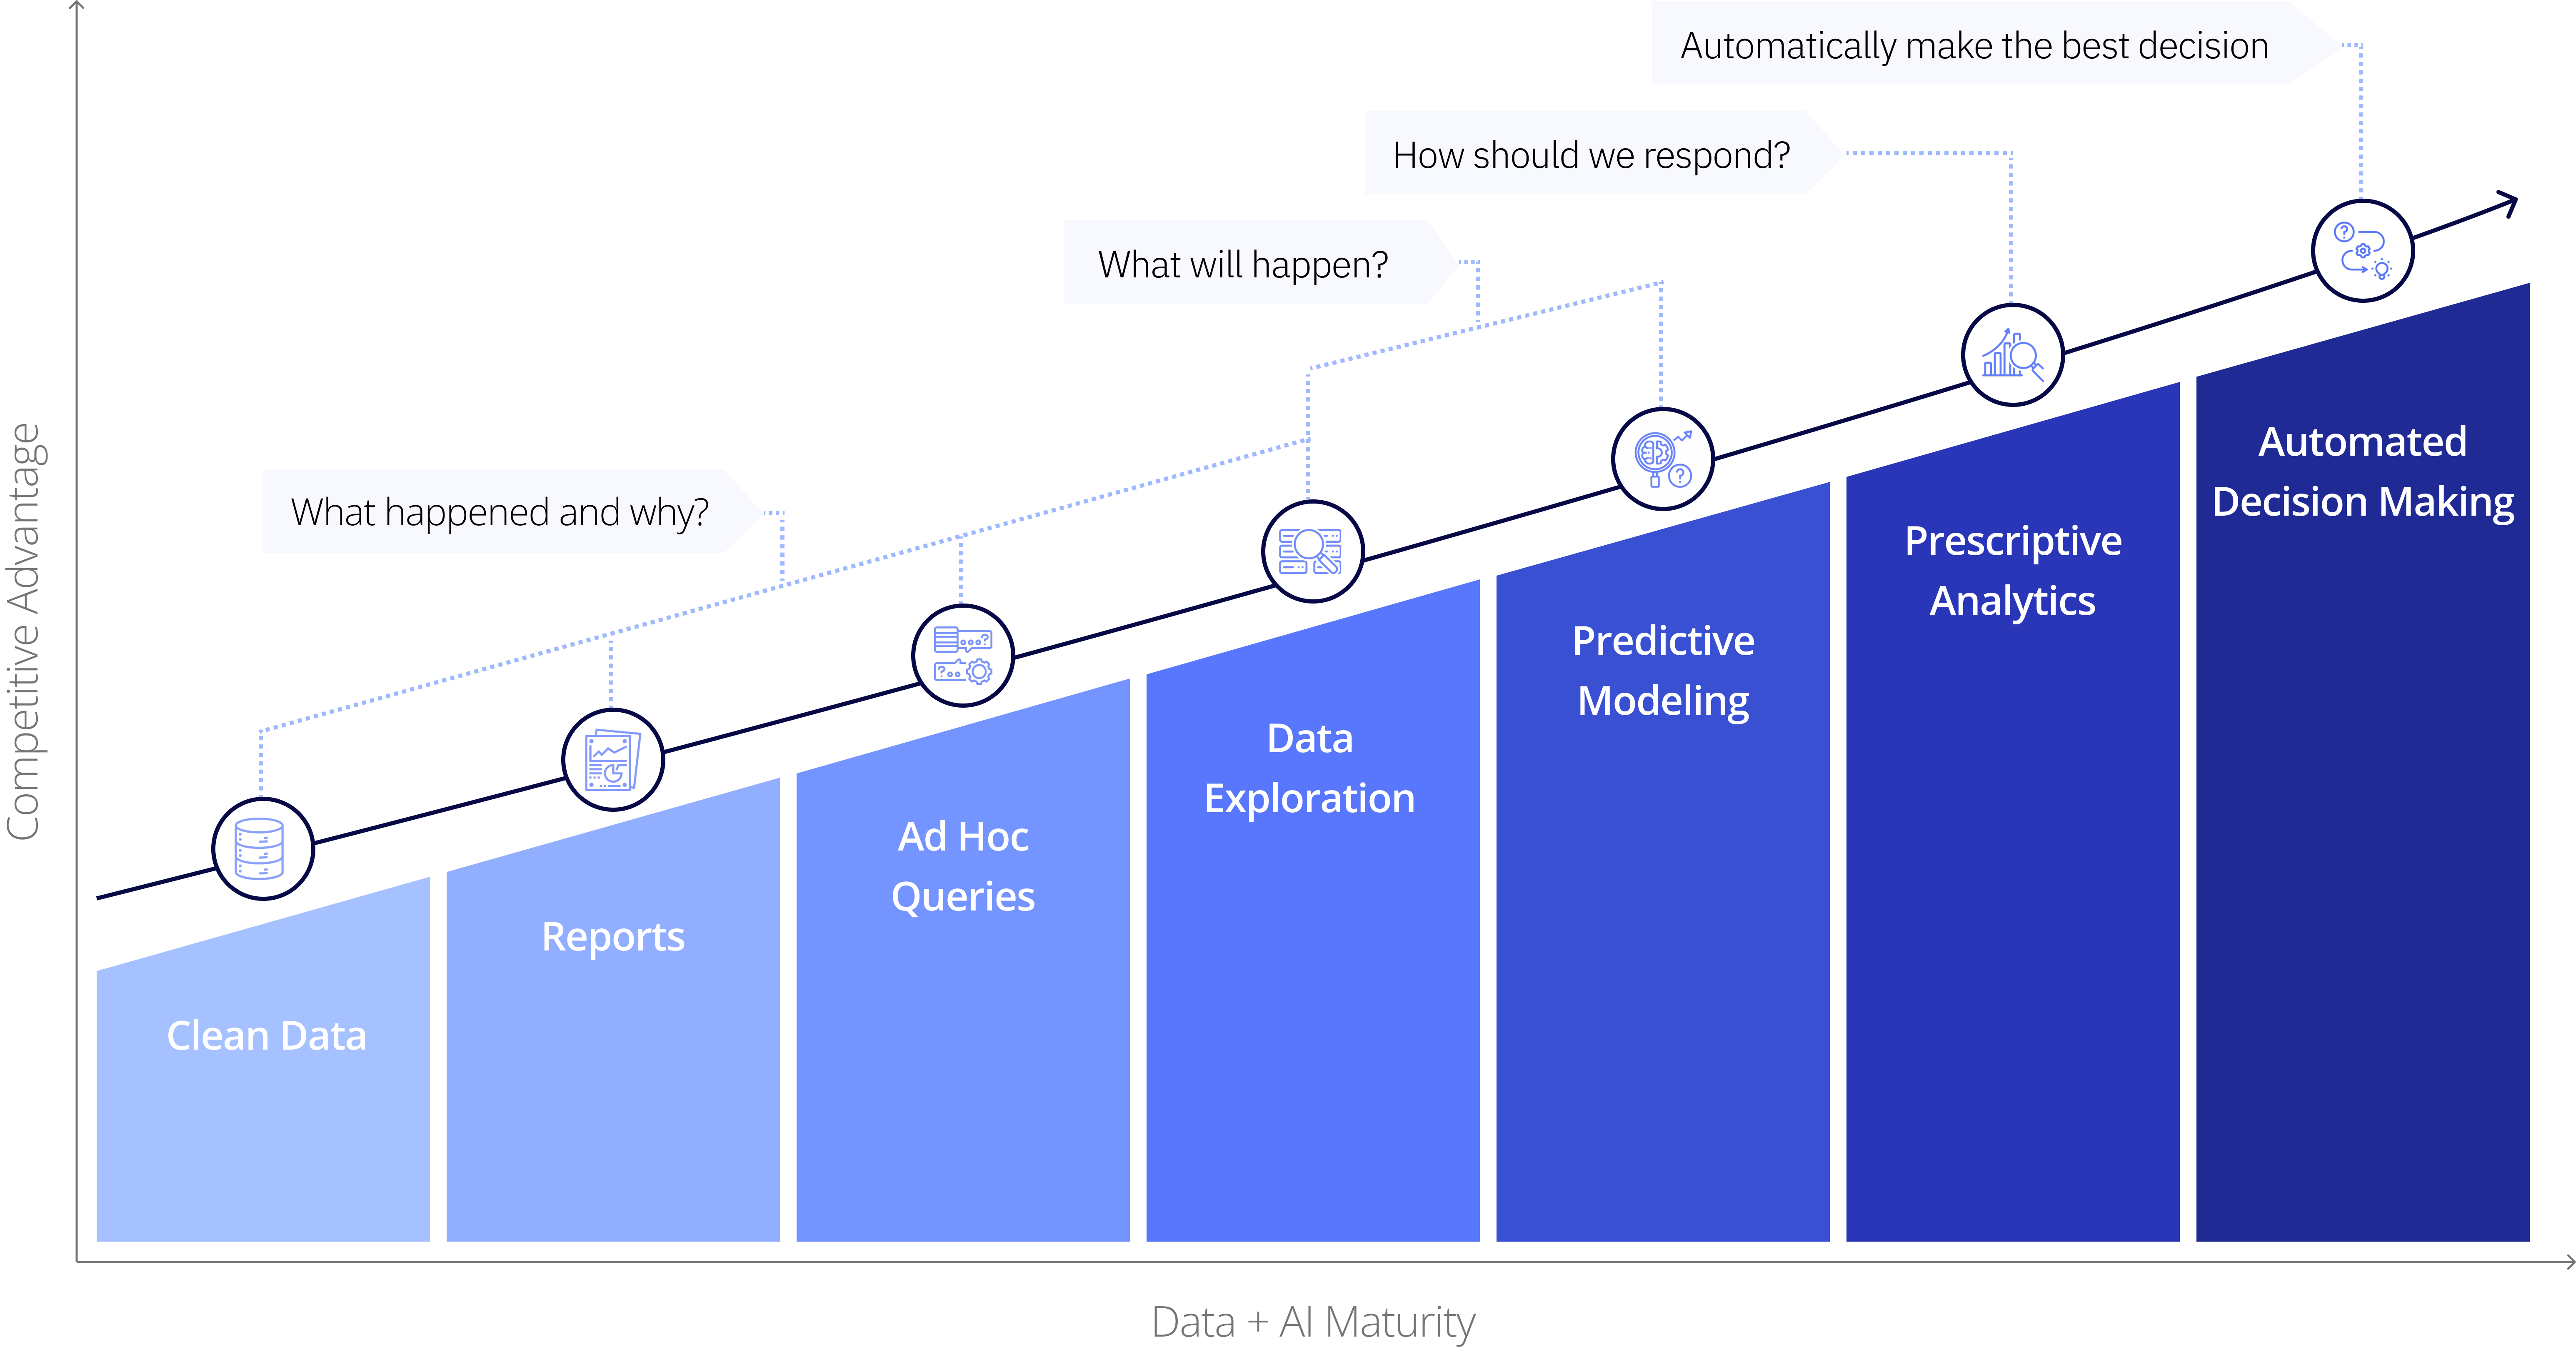 Automatically make the best decision
How should we respond?
What will happen?
What happened and why?
Competitive Advantage
Clean Data
Reports
Ad Hoc
Queries
Data
Exploration
Predictive
Modeling
Prescriptive
Analytics
Automated
Decision Making
Data + AI Maturity